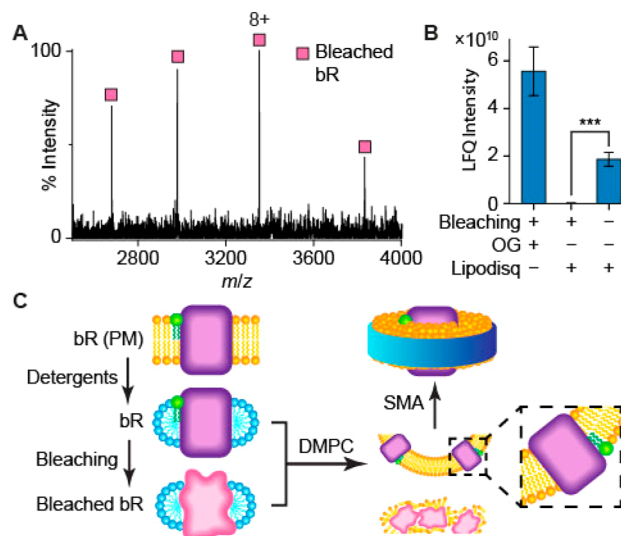 A
8+
100
50
0
% Intensity
Bleached
bR
2800
3200
3600
4000
m/z
B
×10¹⁰
6
4
2
0
LFQ Intensity
***
Bleaching + + −
OG + − −
Lipodisq − + +
C
bR (PM)
Detergents
bR
Bleaching
Bleached bR
DMPC
SMA